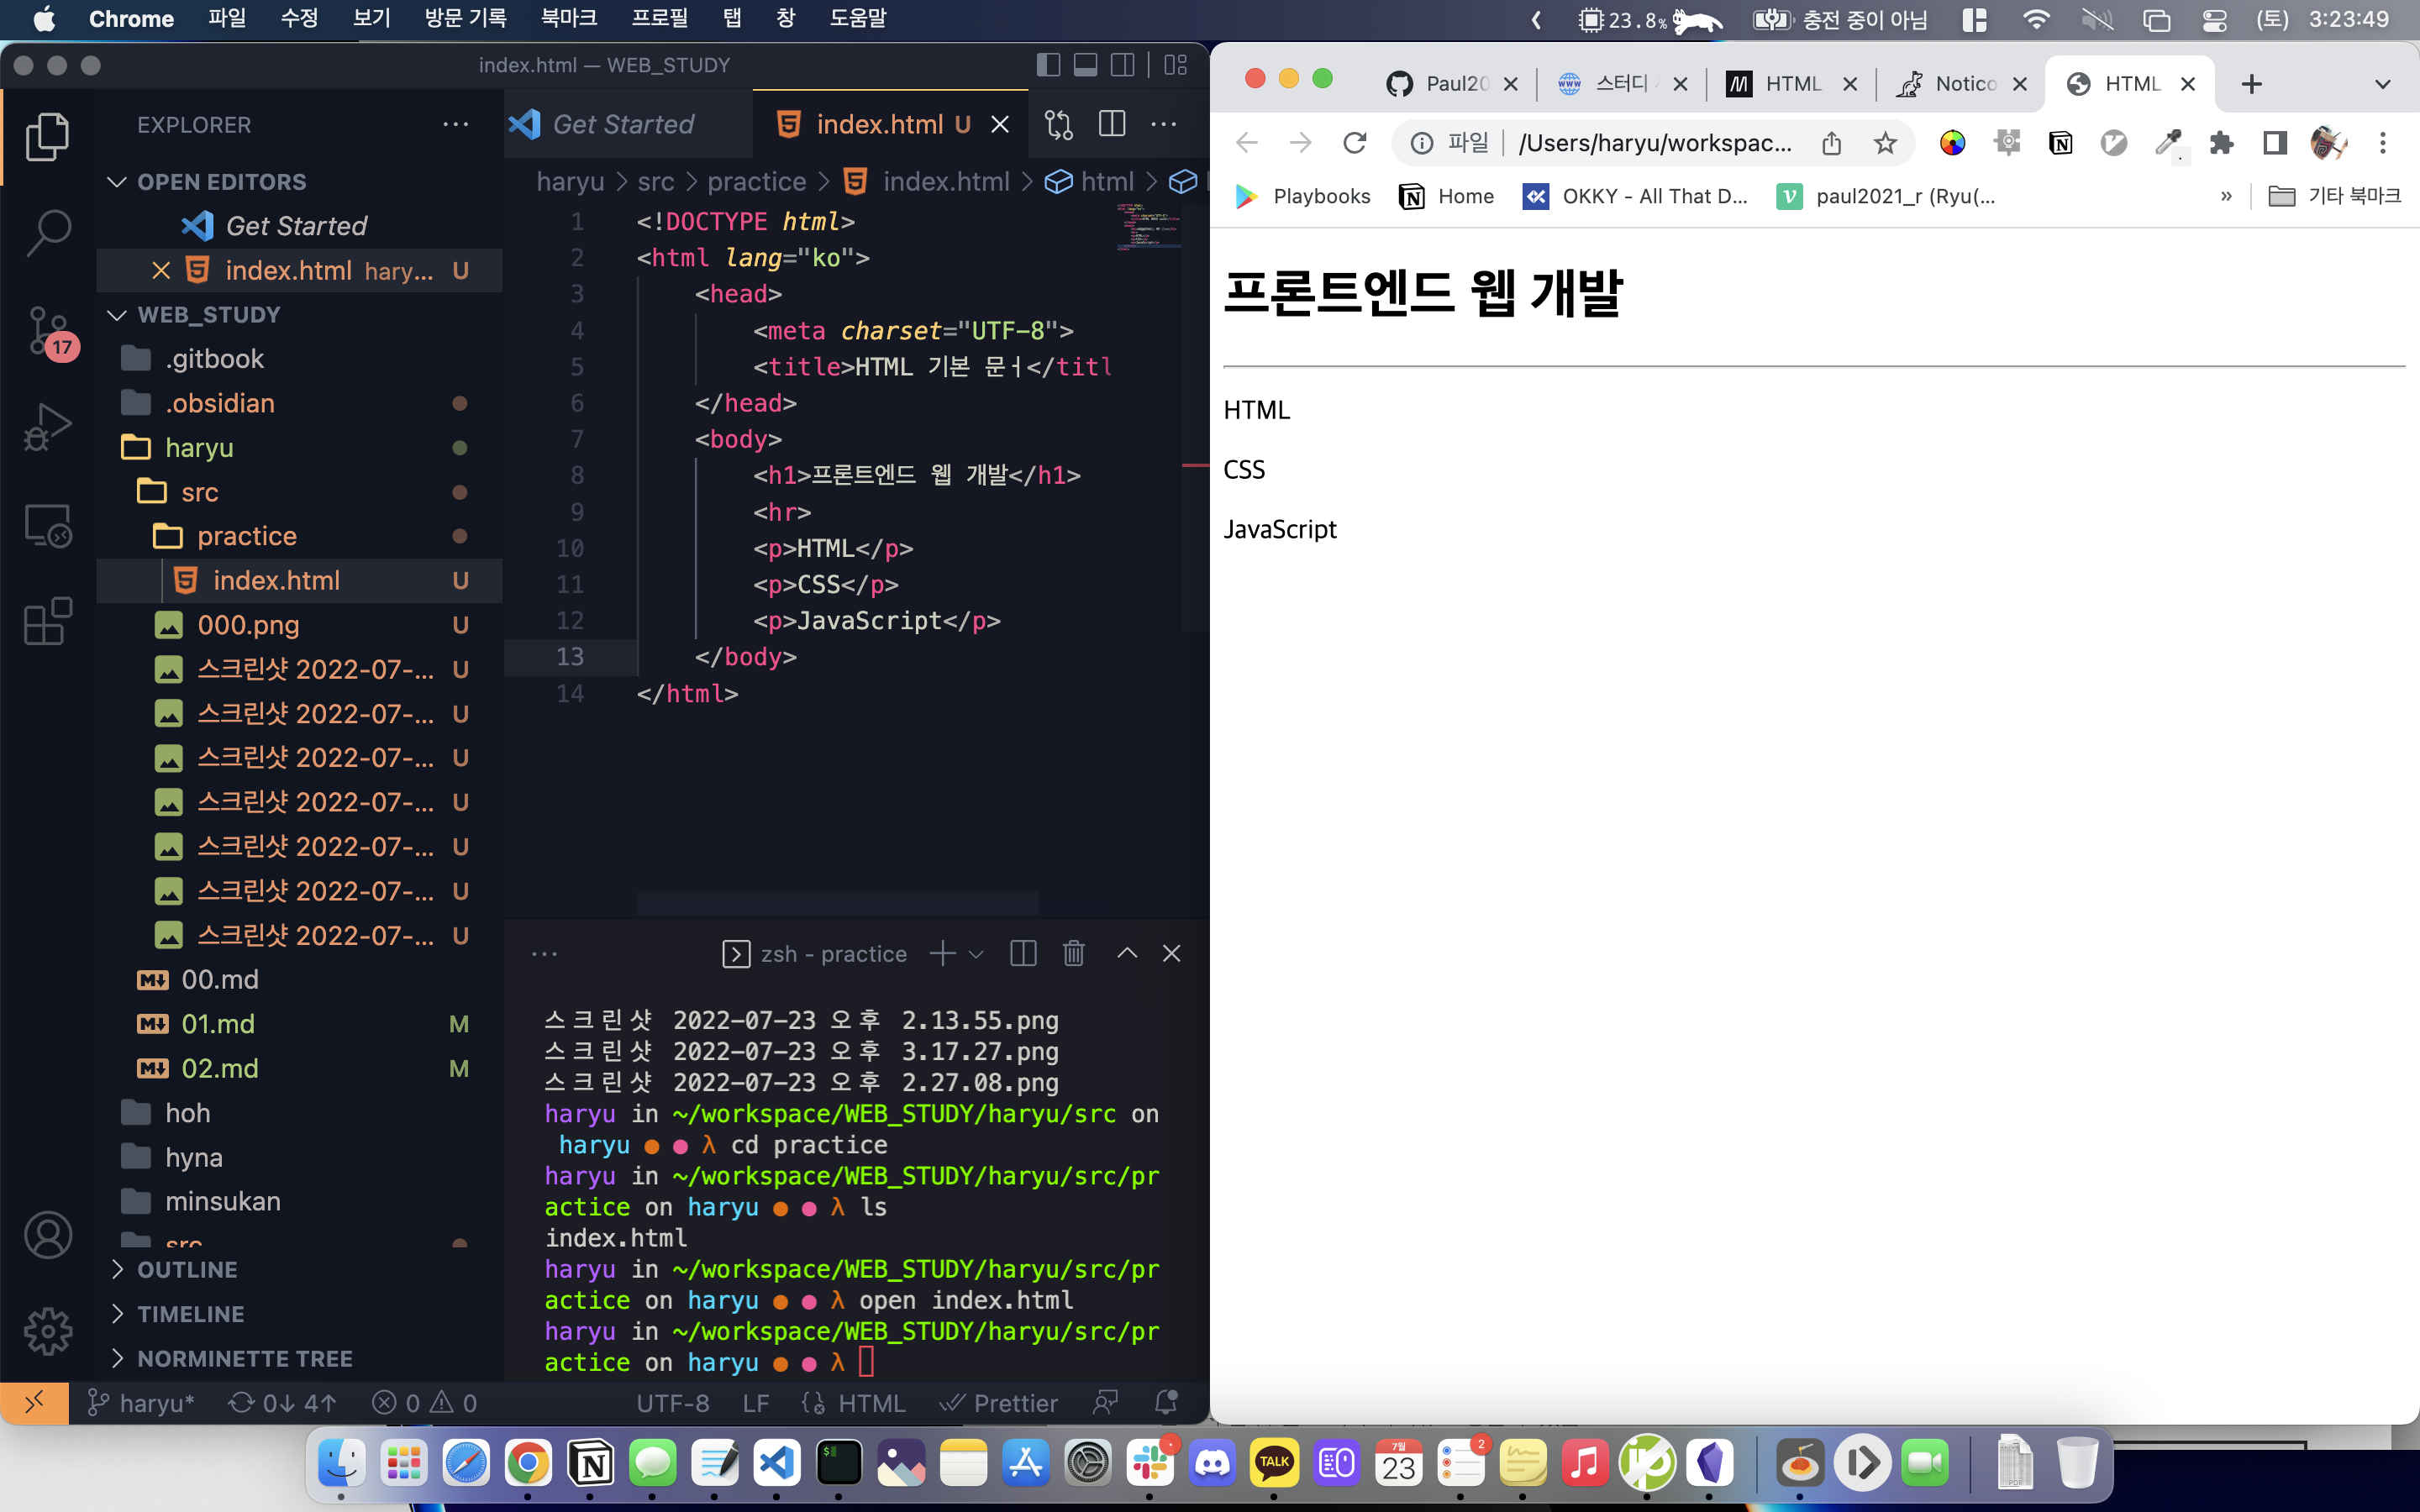 Chrome 파일 수정 보기 방문 기록 북마크 프로필 탭 창 도움말 23.8% 충전 중이 아님 (토) 3:23:49
index.html — WEB_STUDY
EXPLORER
OPEN EDITORS
Get Started
index.html hary... U
WEB_STUDY
.gitbook
.obsidian
haryu
src
practice
index.html U
000.png U
스크린샷 2022-07-... U
스크린샷 2022-07-... U
스크린샷 2022-07-... U
스크린샷 2022-07-... U
스크린샷 2022-07-... U
스크린샷 2022-07-... U
스크린샷 2022-07-... U
00.md
01.md M
02.md M
hoh
hyna
minsukan
src
OUTLINE
TIMELINE
NORMINETTE TREE
17
Get Started index.html U
haryu > src > practice > index.html > html >
1 <!DOCTYPE html>
2 <html lang="ko">
3 <head>
4 <meta charset="UTF-8">
5 <title>HTML 기본 문ㅓ</titl
6 </head>
7 <body>
8 <h1>프론트엔드 웹 개발</h1>
9 <hr>
10 <p>HTML</p>
11 <p>CSS</p>
12 <p>JavaScript</p>
13 </body>
14 </html>
zsh - practice
스크린샷 2022-07-23 오후 2.13.55.png
스크린샷 2022-07-23 오후 3.17.27.png
스크린샷 2022-07-23 오후 2.27.08.png
haryu in ~/workspace/WEB_STUDY/haryu/src on
haryu ● ● λ cd practice
haryu in ~/workspace/WEB_STUDY/haryu/src/pr
actice on haryu ● ● λ ls
index.html
haryu in ~/workspace/WEB_STUDY/haryu/src/pr
actice on haryu ● ● λ open index.html
haryu in ~/workspace/WEB_STUDY/haryu/src/pr
actice on haryu ● ● λ
haryu* 0↓ 4↑ 0 0 UTF-8 LF HTML Prettier
Paul20 스터디 HTML Notico HTML
파일 /Users/haryu/workspac...
Playbooks Home OKKY - All That D... paul2021_r (Ryu(... » 기타 북마크
프론트엔드 웹 개발
HTML
CSS
JavaScript
TALK
7월
23
2
PDF